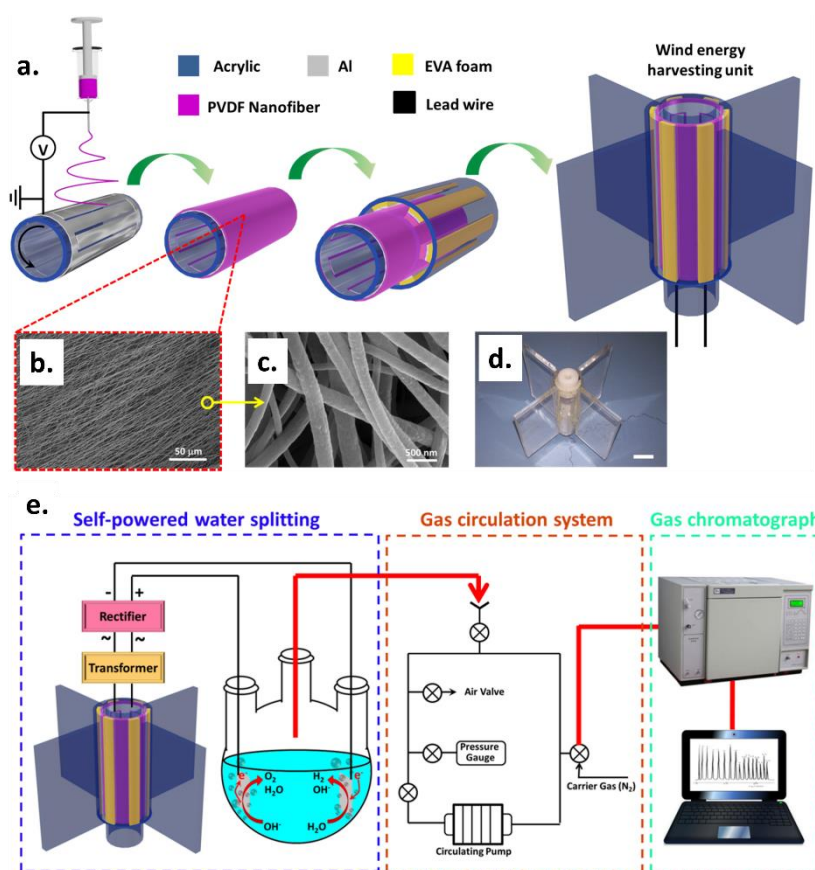 a.
Acrylic
Al
EVA foam
PVDF Nanofiber
Lead wire
Wind energy
harvesting unit
V
b.
50 μm
c.
500 nm
d.
e.
Self-powered water splitting
Gas circulation system
Gas chromatograph
- +
Rectifier
~ ~
Transformer
Air Valve
Pressure
Gauge
Carrier Gas (N₂)
Circulating Pump
e⁻
O₂
H₂O
OH⁻
H₂
OH⁻
H₂O
e⁻